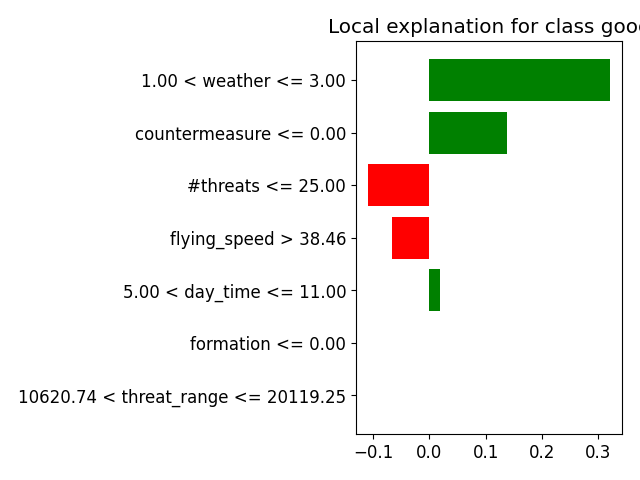 Local explanation for class goo
1.00 < weather <= 3.00
countermeasure <= 0.00
#threats <= 25.00
flying_speed > 38.46
5.00 < day_time <= 11.00
formation <= 0.00
10620.74 < threat_range <= 20119.25
−0.1 0.0 0.1 0.2 0.3